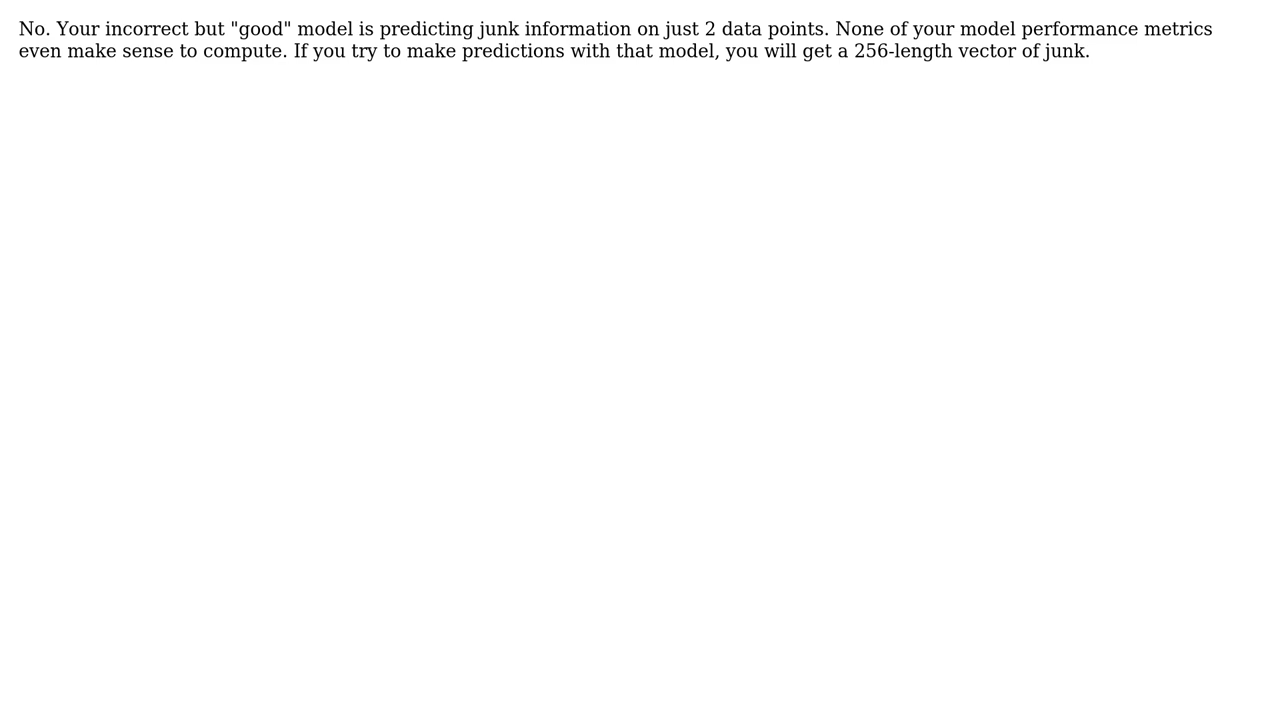 No. Your incorrect but "good" model is predicting junk information on just 2 data points. None of your model performance metrics
even make sense to compute. If you try to make predictions with that model, you will get a 256-length vector of junk.